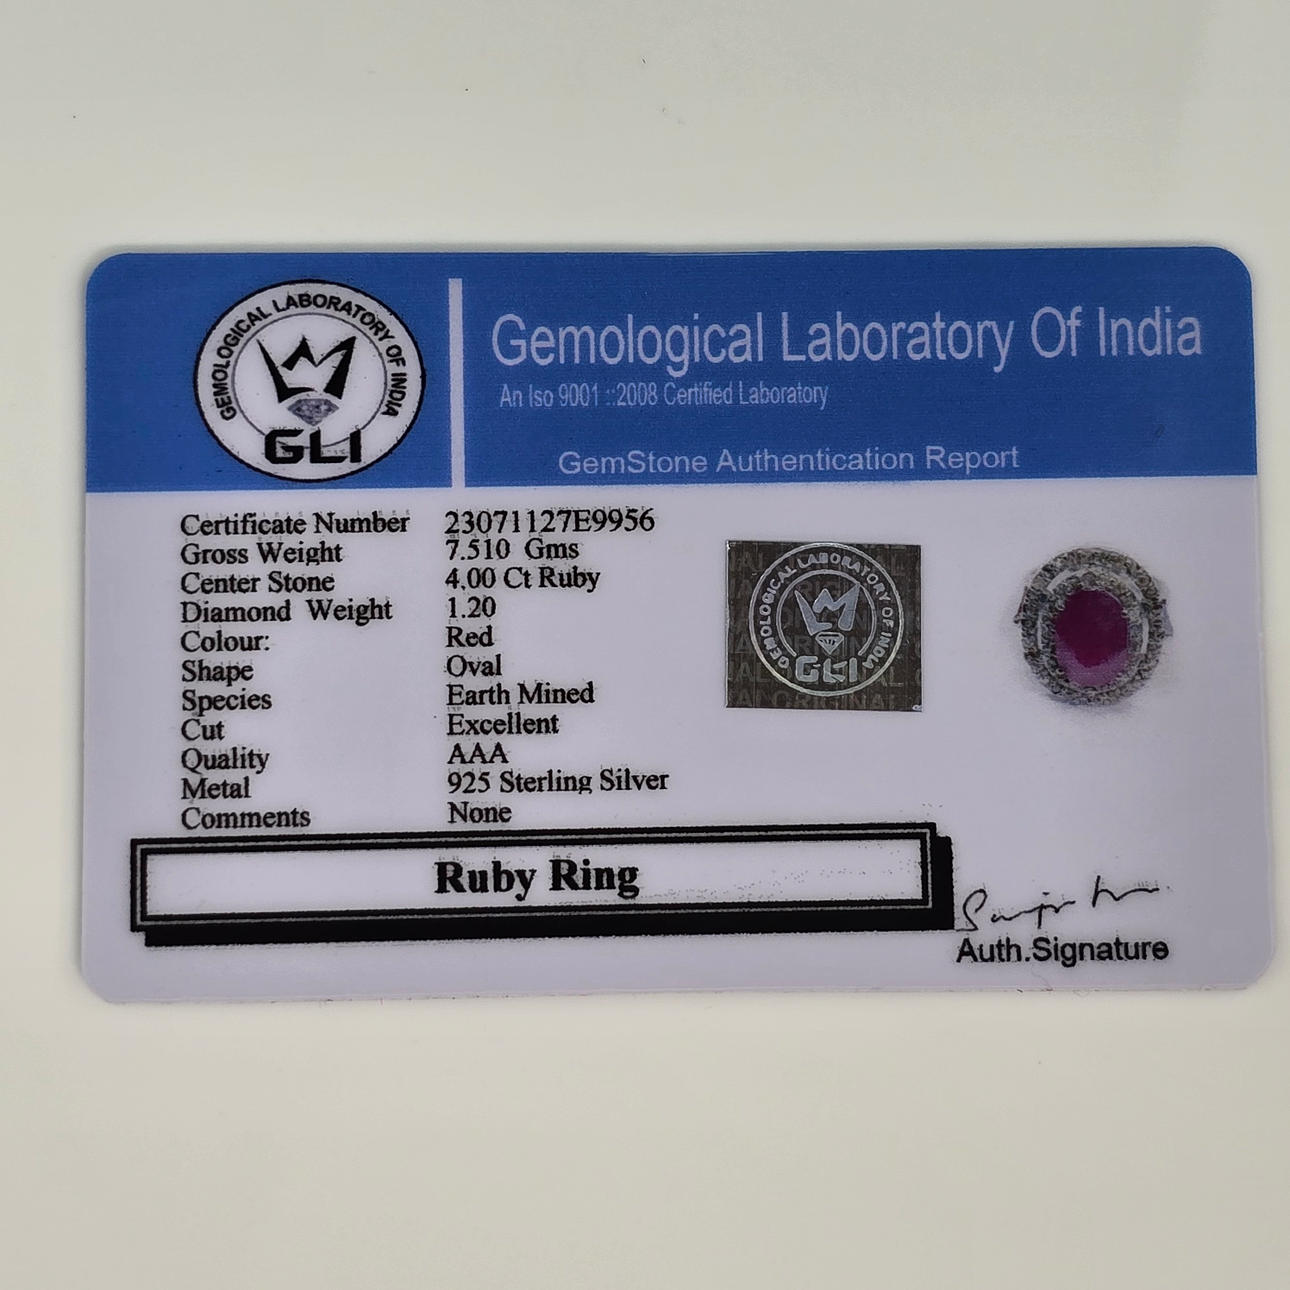 GEMOLOGICAL LABORATORY OF INDIA
GLI
Gemological Laboratory Of India
An Iso 9001 ::2008 Certified Laboratory
GemStone Authentication Report
Certificate Number 23071127E9956
Gross Weight 7.510 Gms
Center Stone 4.00 Ct Ruby
Diamond Weight 1.20
Colour: Red
Shape Oval
Species Earth Mined
Cut Excellent
Quality AAA
Metal 925 Sterling Silver
Comments None
GEMOLOGICAL LABORATORY OF INDIA
GLI
ORIGINAL
Ruby Ring
Auth.Signature